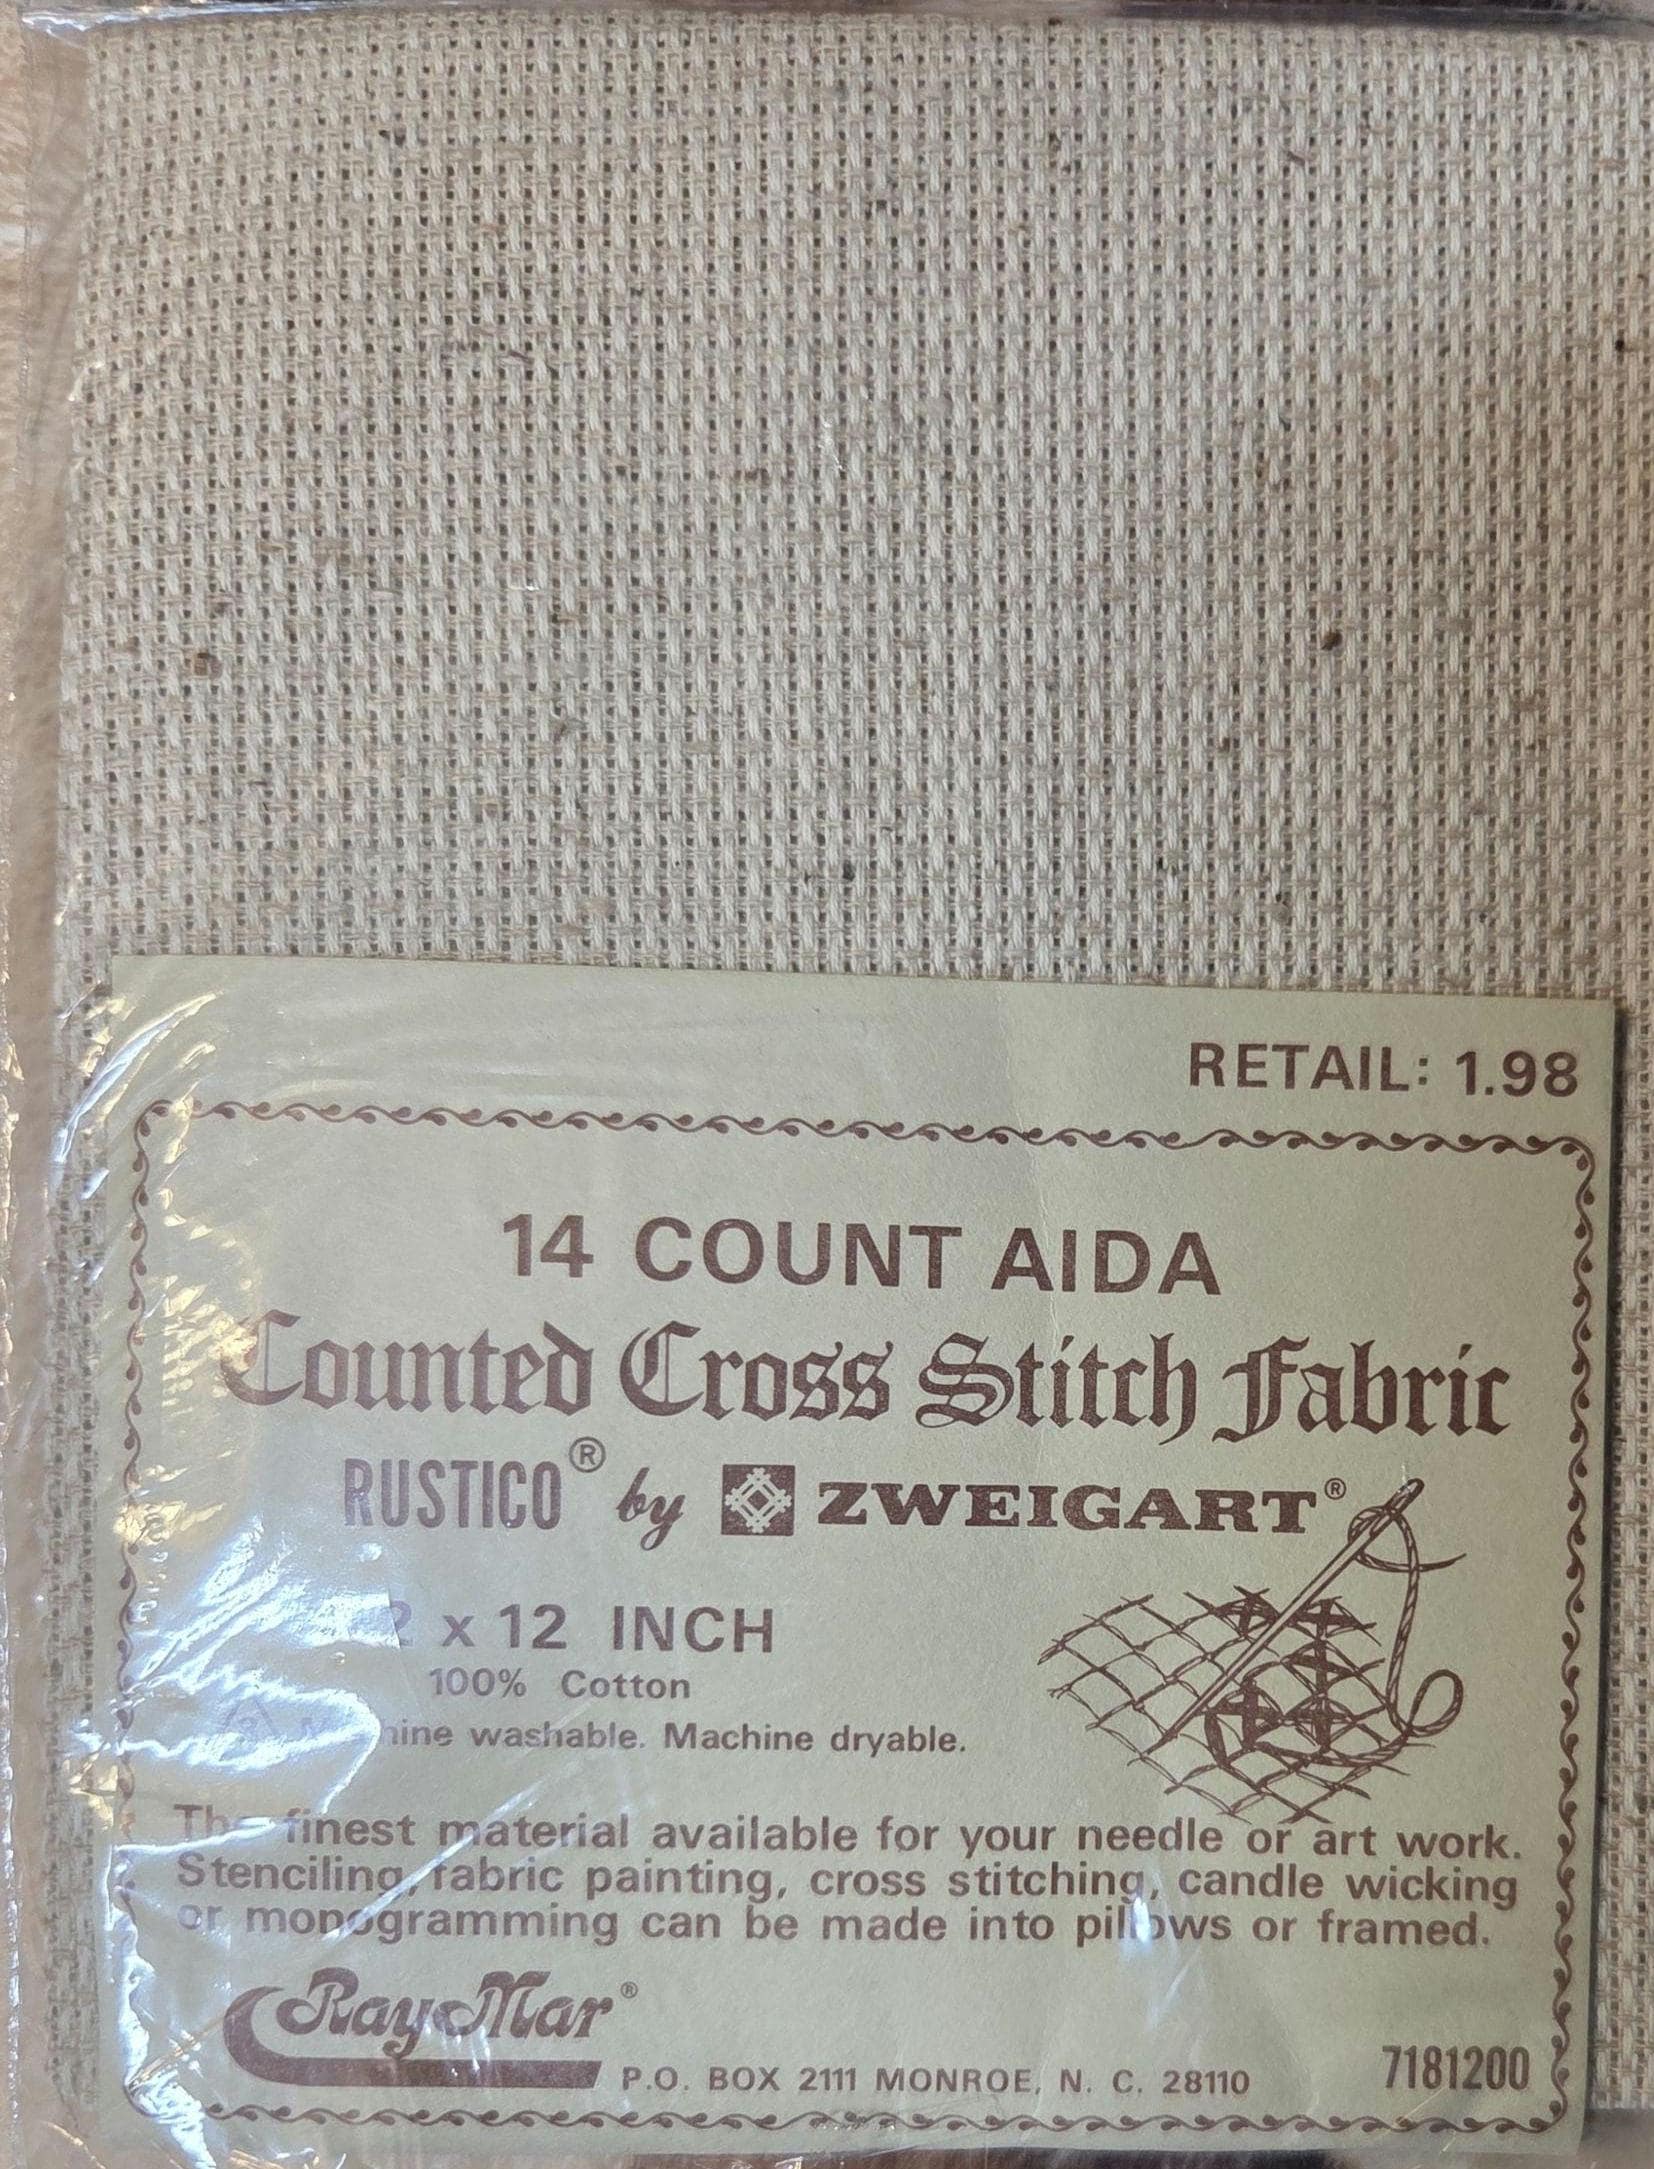 RETAIL: 1.98
14 COUNT AIDA
Counted Cross Stitch Fabric
RUSTICO® by ZWEIGART®
x 12 INCH
100% Cotton
washable. Machine dryable.
The finest material available for your needle or art work.
Stenciling, fabric painting, cross stitching, candle wicking
or monogramming can be made into pillows or framed.
RayMar®
P.O. BOX 2111 MONROE, N. C. 28110
7181200